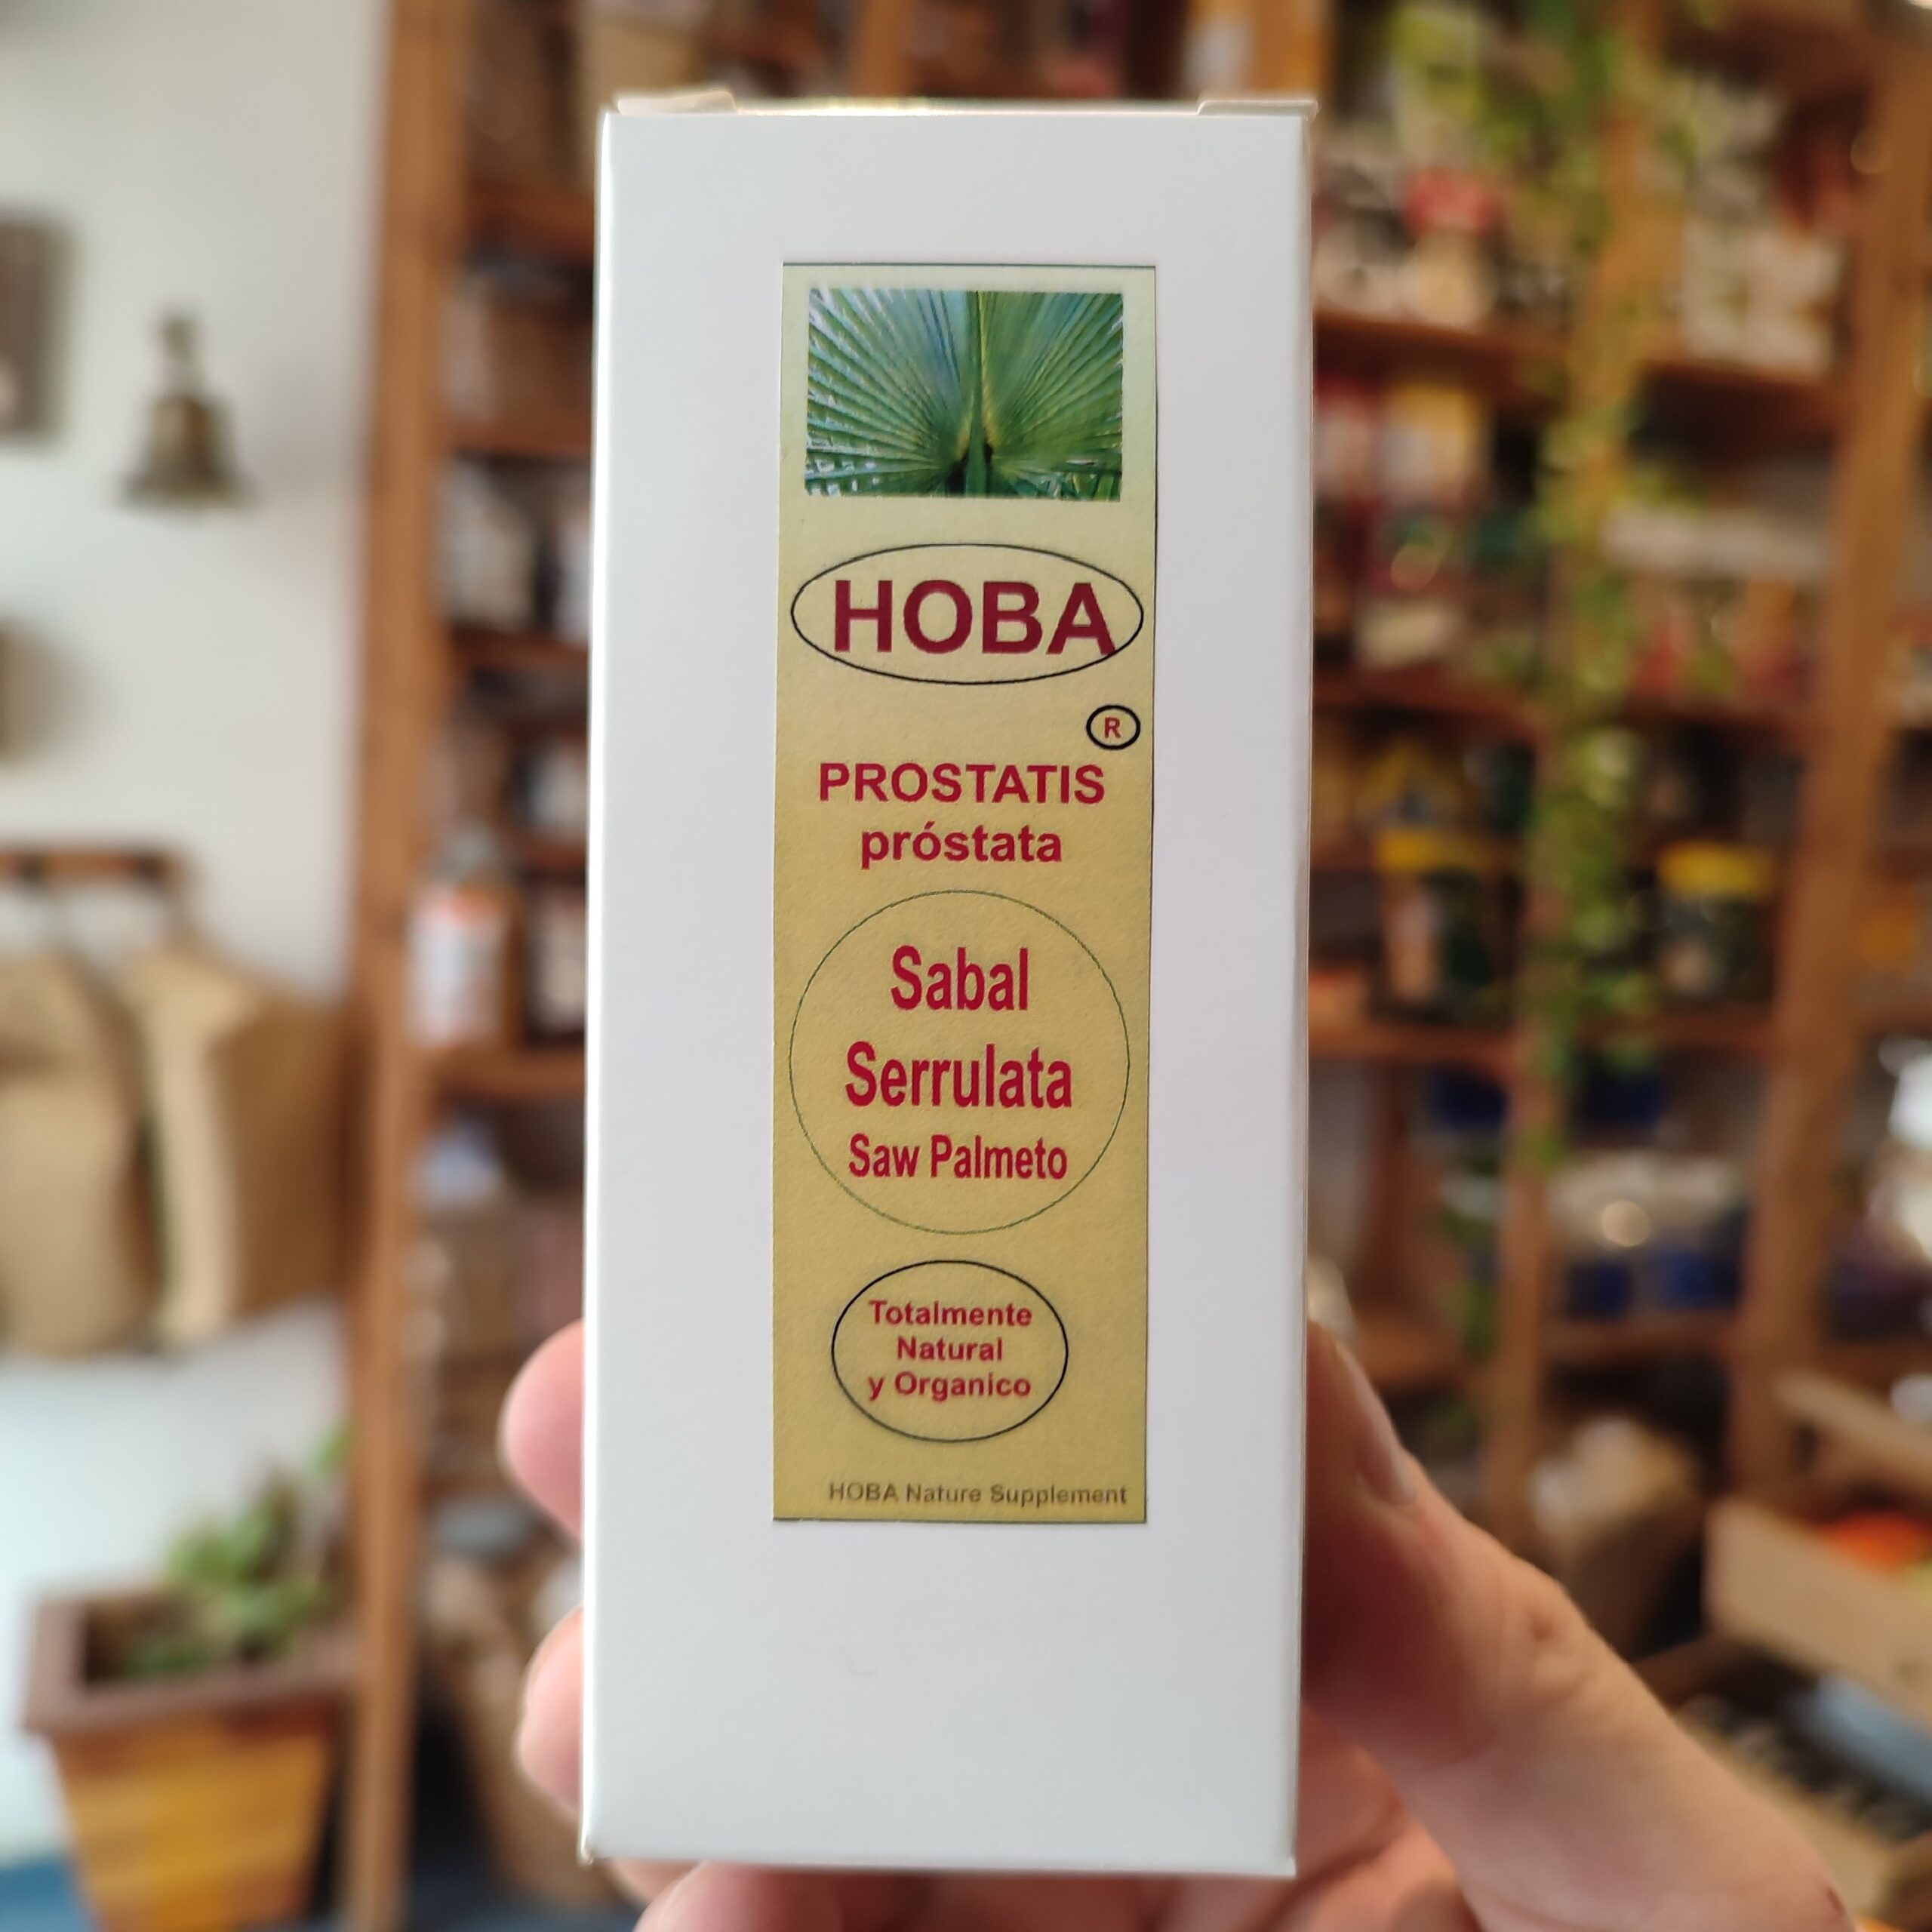 HOBA
®
PROSTATIS
próstata
Sabal
Serrulata
Saw Palmeto
Totalmente
Natural
y Organico
HOBA Nature Supplement